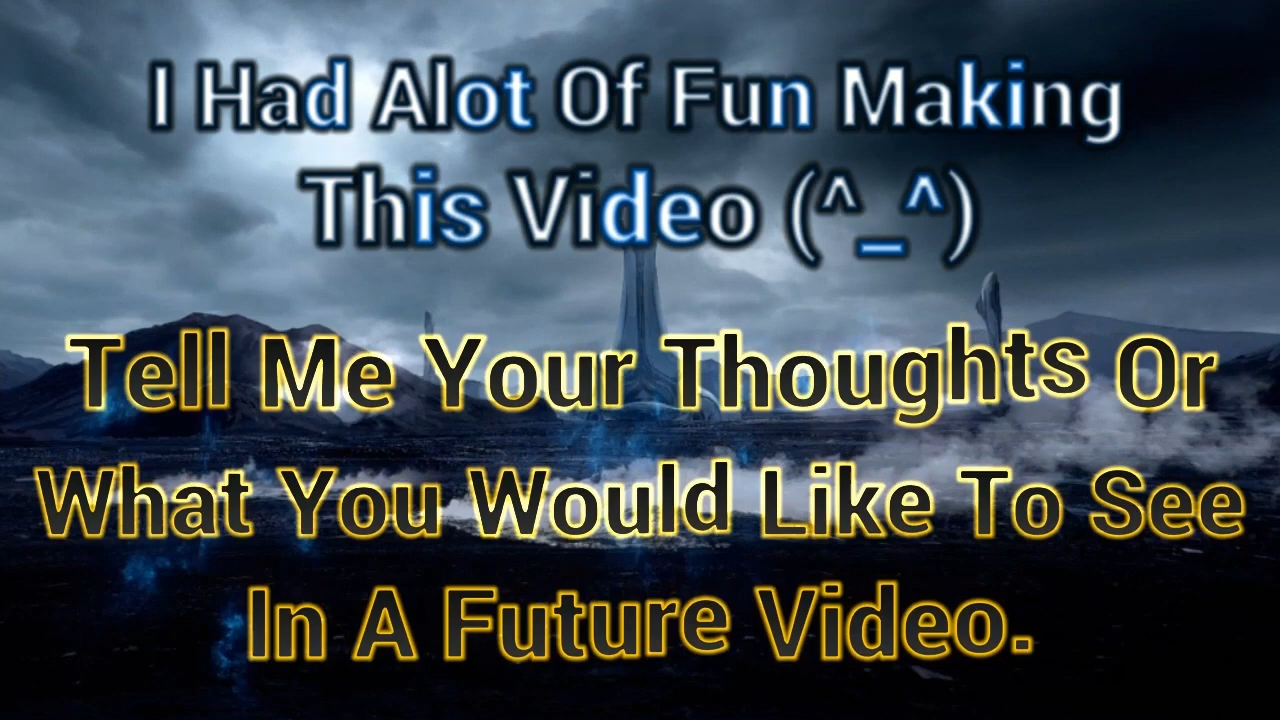 I Had Alot Of Fun Making
This Video (^_^)
Tell Me Your Thoughts Or
What You Would Like To See
In A Future Video.